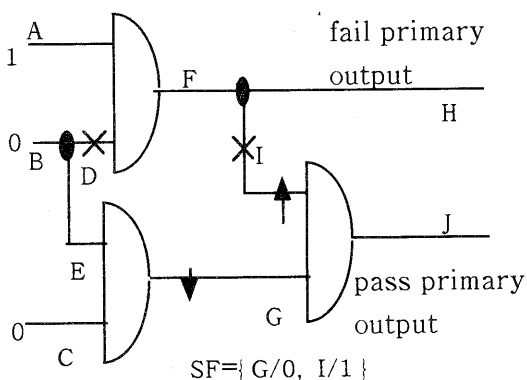 A
1
fail primary
output
F
H
0
B
D
I
J
E
G
pass primary
output
0
C
SF={ G/0, I/1 }